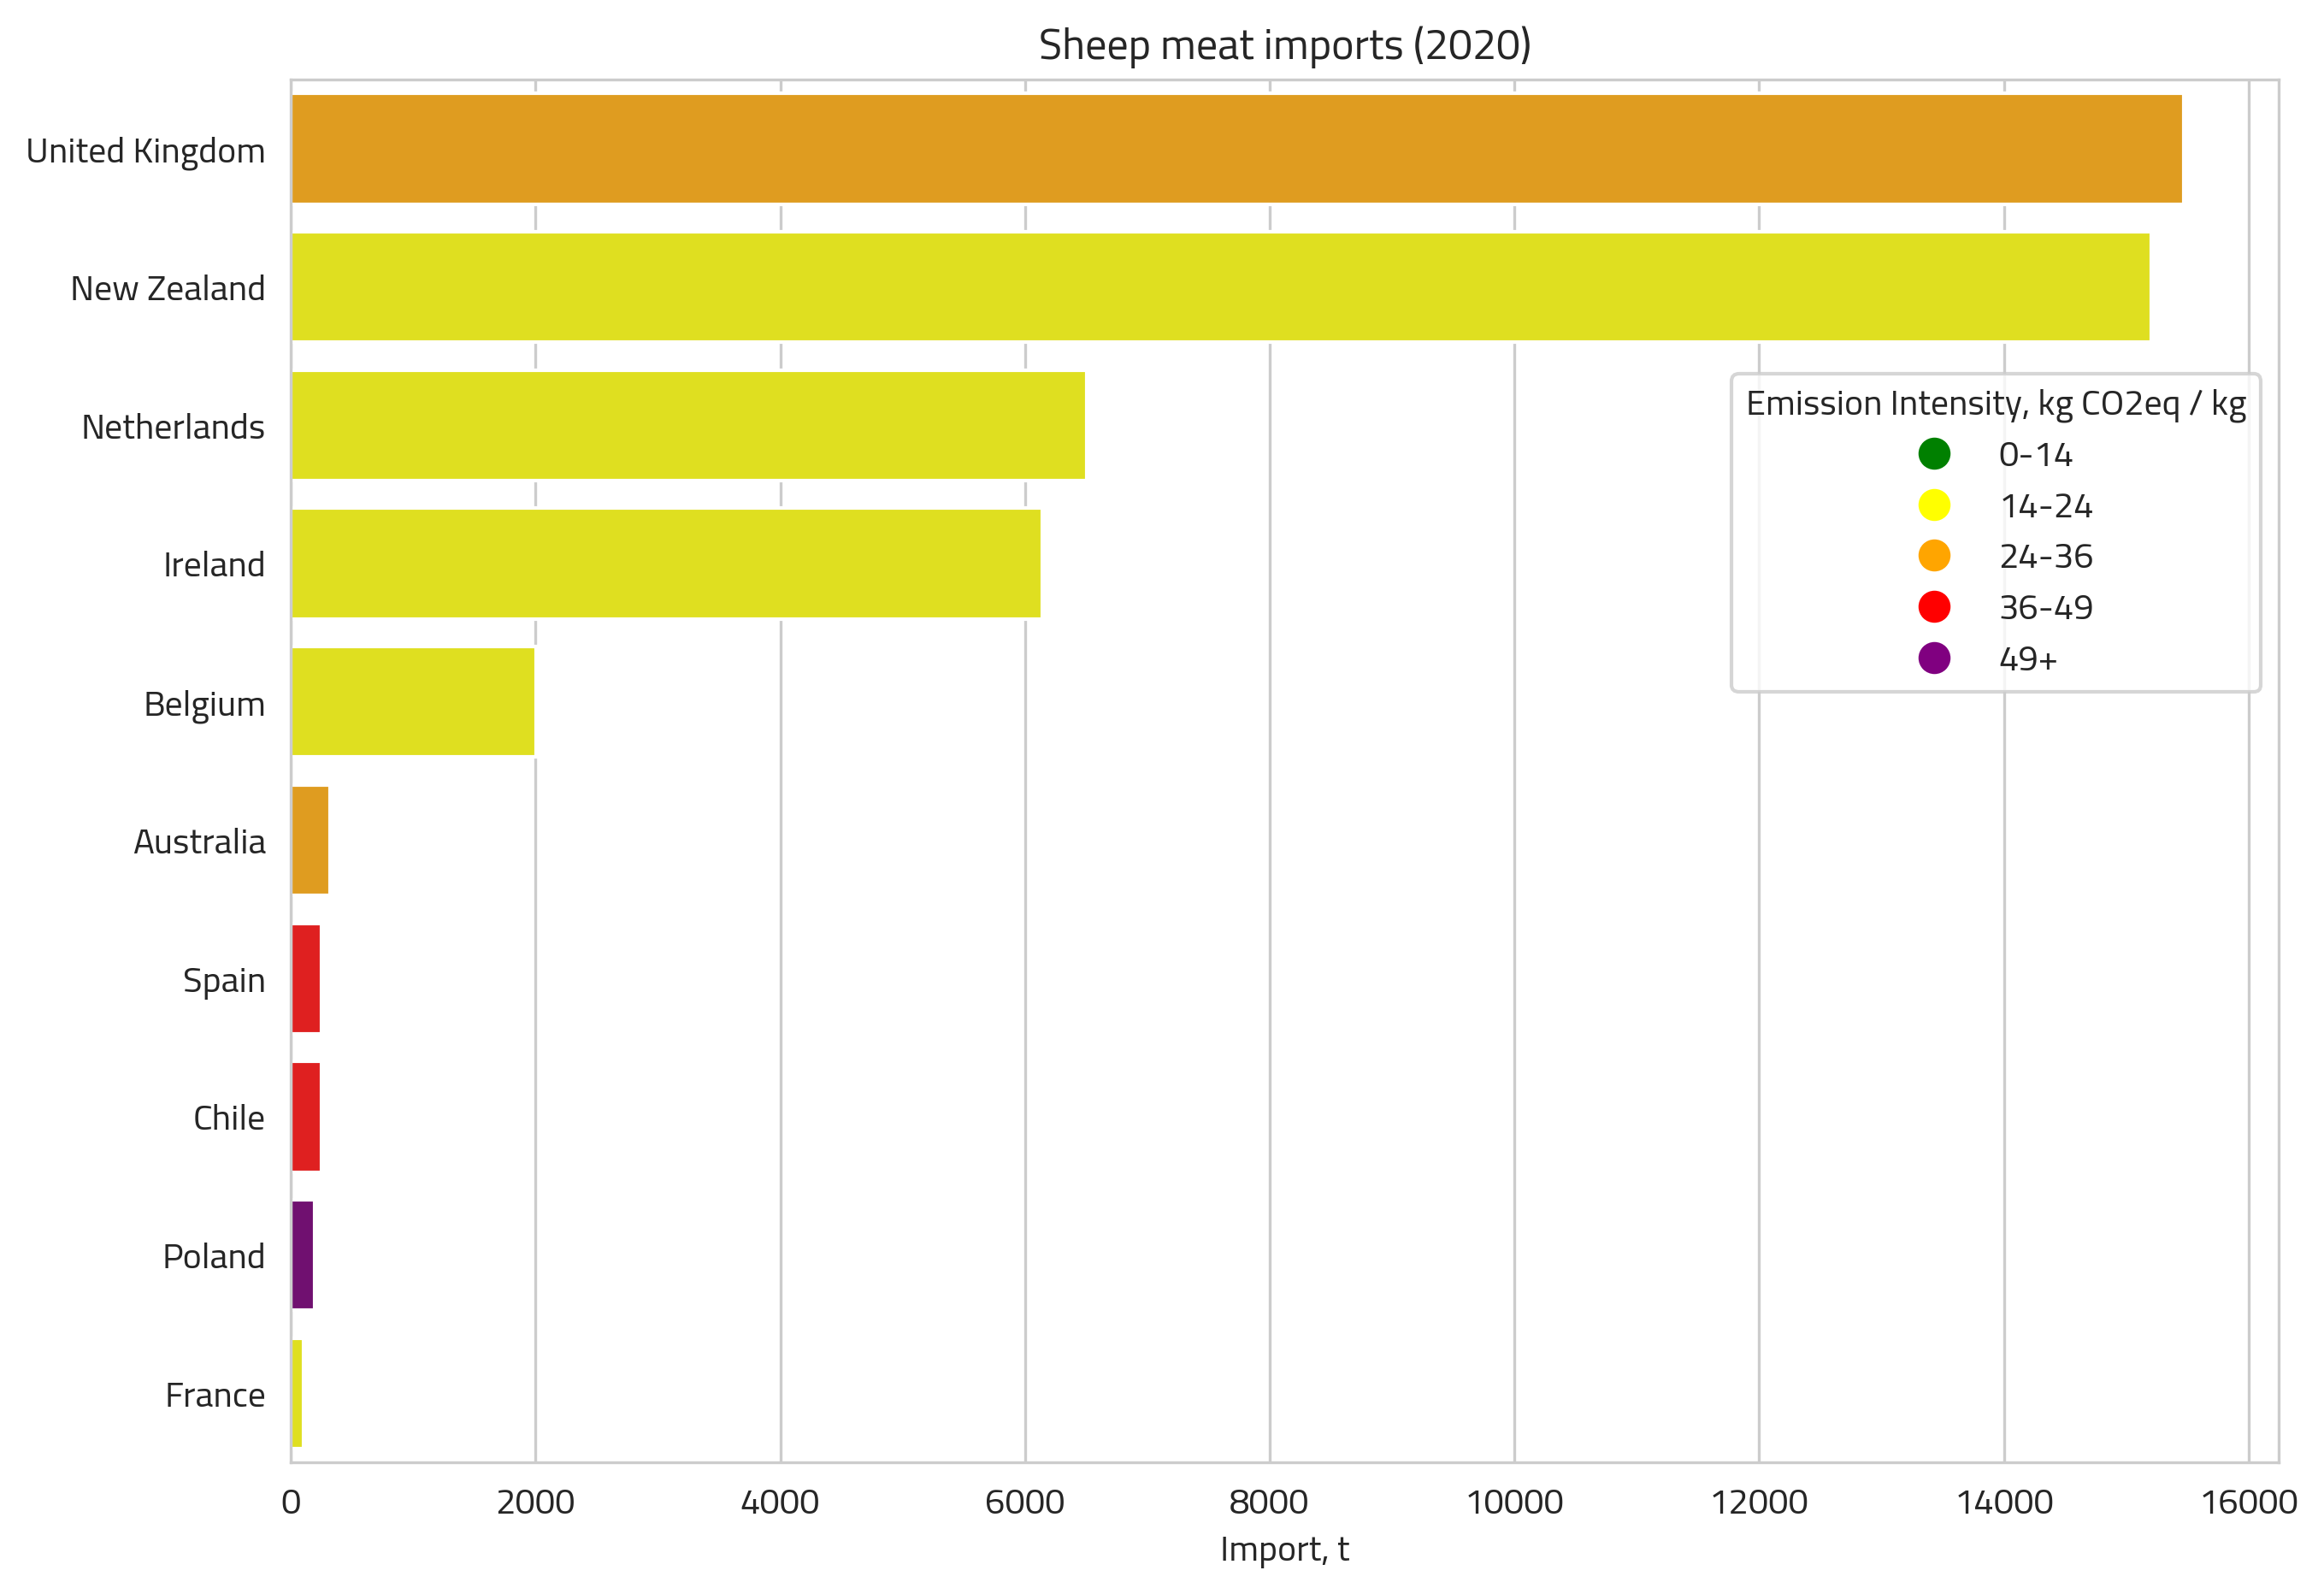 Sheep meat imports (2020)
United Kingdom
New Zealand
Netherlands
Ireland
Belgium
Australia
Spain
Chile
Poland
France
Emission Intensity, kg CO2eq / kg
0-14
14-24
24-36
36-49
49+
0 2000 4000 6000 8000 10000 12000 14000 16000
Import, t